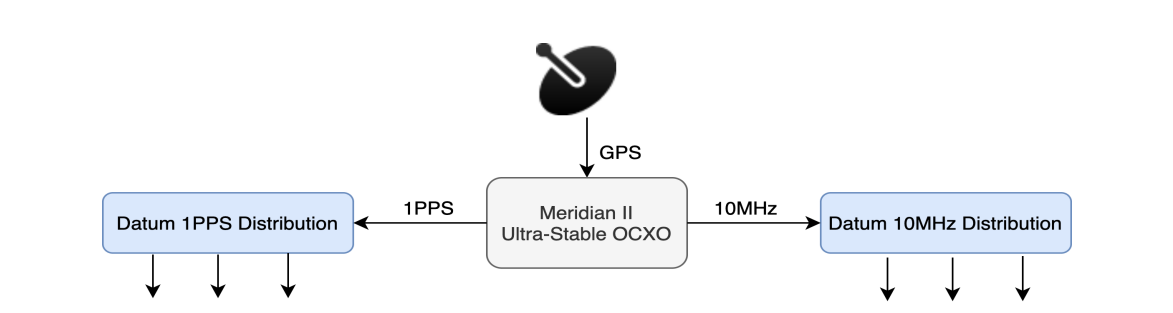 GPS
Datum 1PPS Distribution
1PPS
Meridian II
Ultra-Stable OCXO
10MHz
Datum 10MHz Distribution